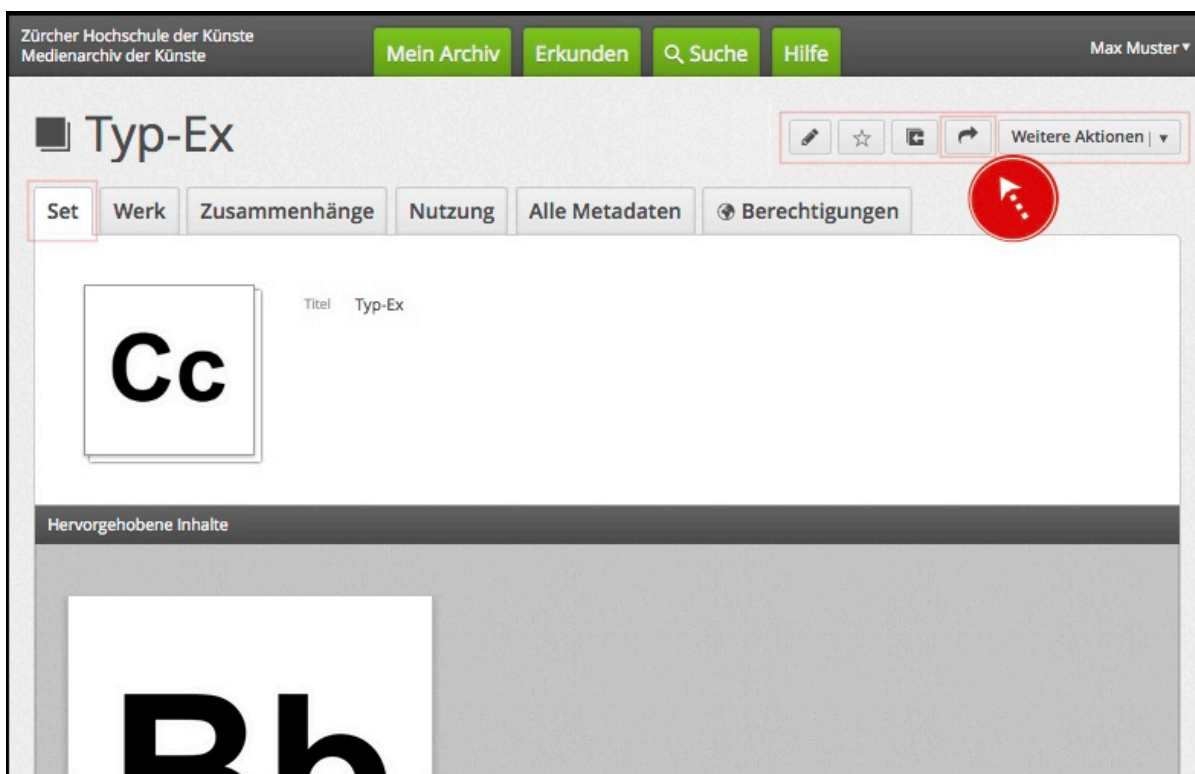 Zürcher Hochschule der Künste
Medienarchiv der Künste
Mein Archiv Erkunden Suche Hilfe
Max Muster
Typ-Ex
Weitere Aktionen
Set Werk Zusammenhänge Nutzung Alle Metadaten Berechtigungen
Cc
Titel Typ-Ex
Hervorgehobene Inhalte
Bb